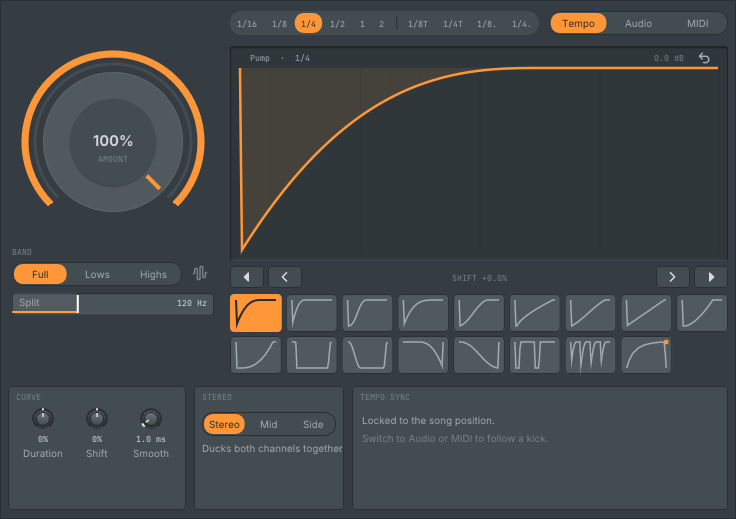 1/16 1/8 1/4 1/2 1 2 1/8T 1/4T 1/8. 1/4. Tempo Audio MIDI
Pump · 1/4 0.0 dB
100%
AMOUNT
BAND
Full Lows Highs
SHIFT +0.0%
Split 120 Hz
CURVE
0% 0% 1.0 ms
Duration Shift Smooth
STEREO
Stereo Mid Side
Ducks both channels together
TEMPO SYNC
Locked to the song position.
Switch to Audio or MIDI to follow a kick.